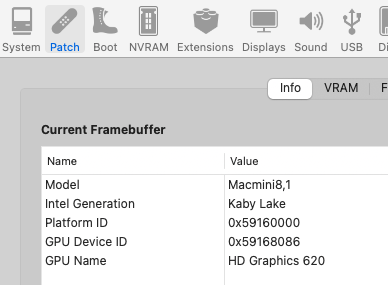 System Patch Boot NVRAM Extensions Displays Sound USB
Info VRAM
Current Framebuffer
Name Value
Model Macmini8,1
Intel Generation Kaby Lake
Platform ID 0x59160000
GPU Device ID 0x59168086
GPU Name HD Graphics 620